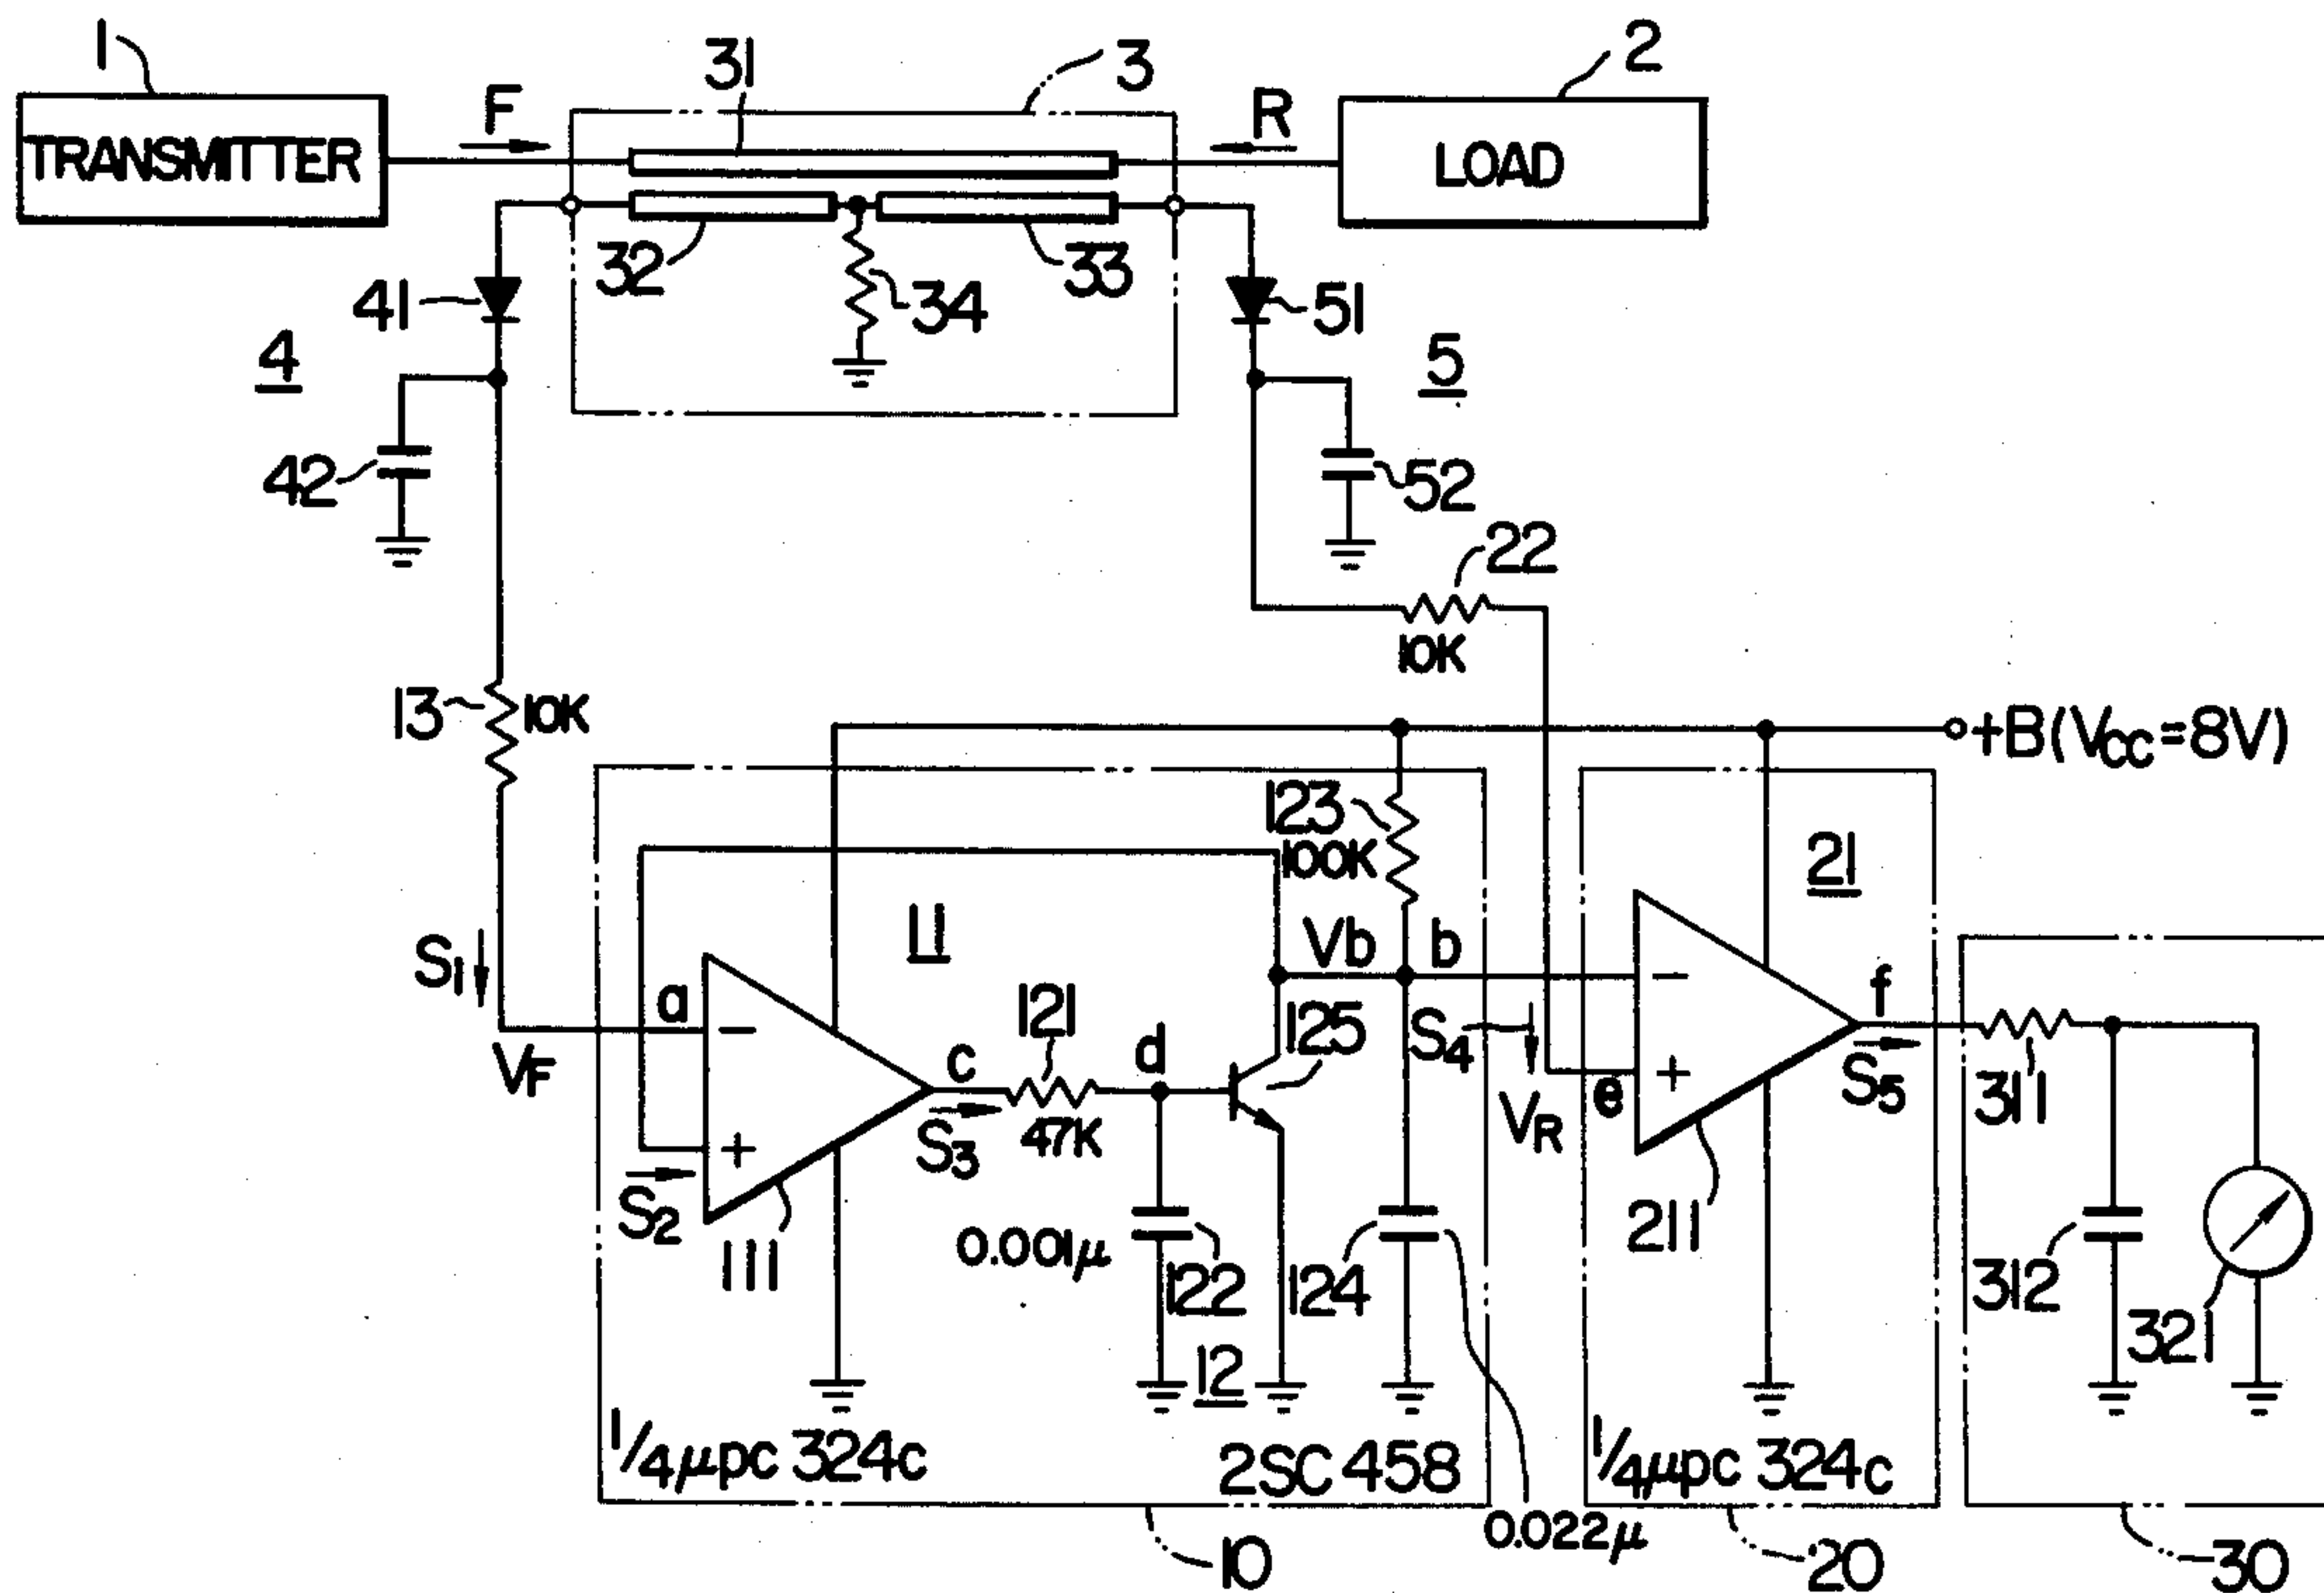 1
31
3
2
F
R
TRANSMITTER
LOAD
32
33
41
34
51
4
5
42
52
22
10K
13
10K
+B(VCC=8V)
123
100K
21
11
S1
a
Vb
b
f
121
c
d
125
S4
VF
−
−
S3
47K
e
VR
S5
311
+
+
S2
111
0.001μ
122
124
211
312
321
12
1/4μpc 324c
2SC 458
1/4μpc 324c
0.022μ
10
20
30